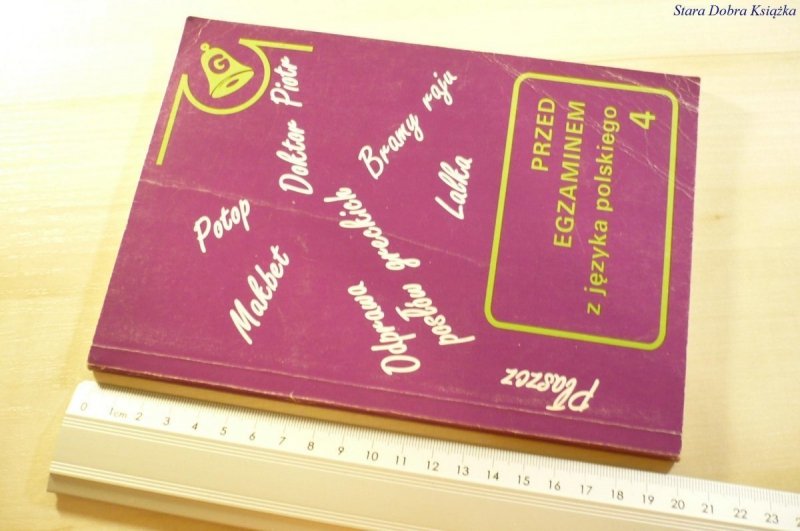 Stara Dobra Książka
G
Doktor Piotr
Potop
Bramy raju
Makbet
Lalka
Odprawa
posłów greckich
Płaszcz
PRZED
EGZAMINEM
z języka polskiego
4
0 1cm 2 3 4 5 6 7 8 9 10 11 12 13 14 15 16 17 18 19 20 21 22 23